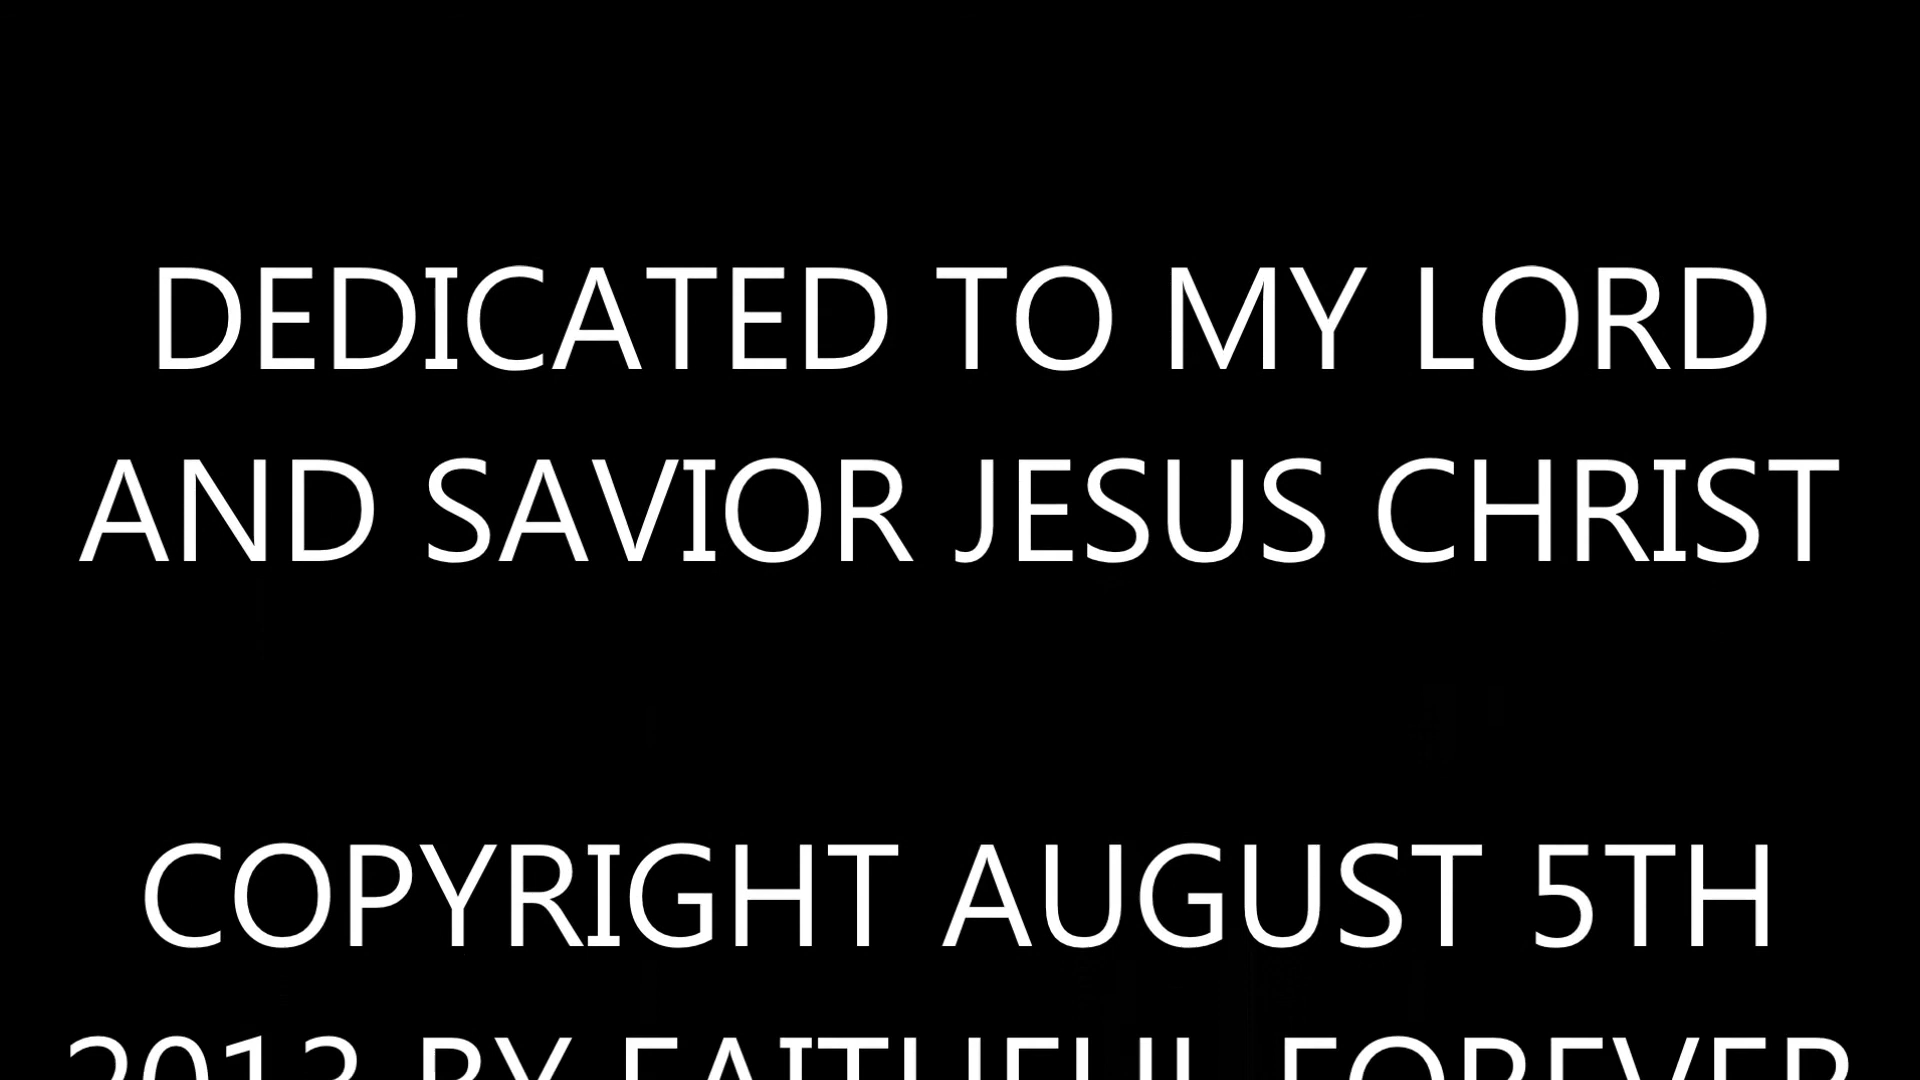 DEDICATED TO MY LORD
AND SAVIOR JESUS CHRIST
COPYRIGHT AUGUST 5TH
2013 BY FAITHFUL FOREVER